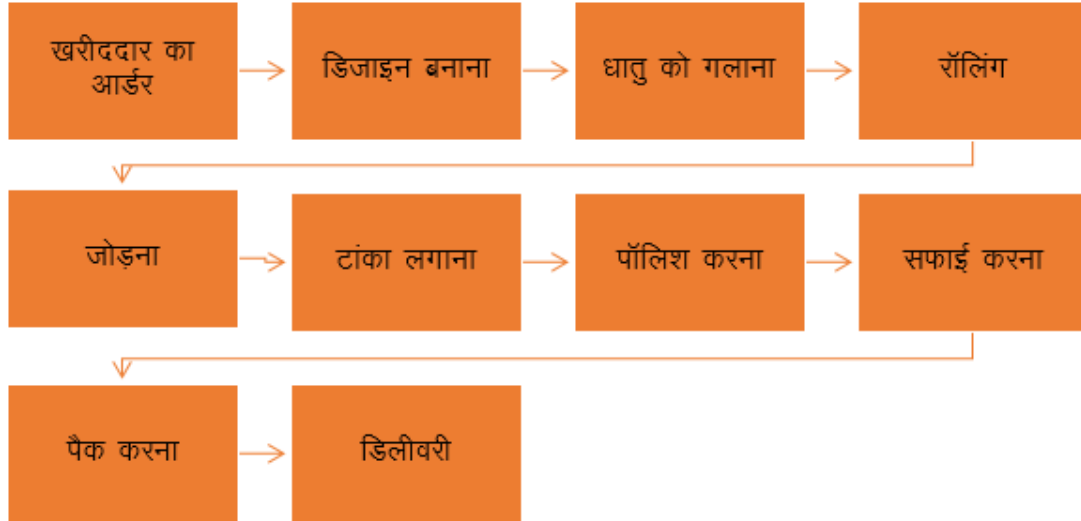 खरीददार का
आर्डर
डिजाइन बनाना
धातु को गलाना
रॉलिंग
जोड़ना
टांका लगाना
पॉलिश करना
सफाई करना
पैक करना
डिलीवरी